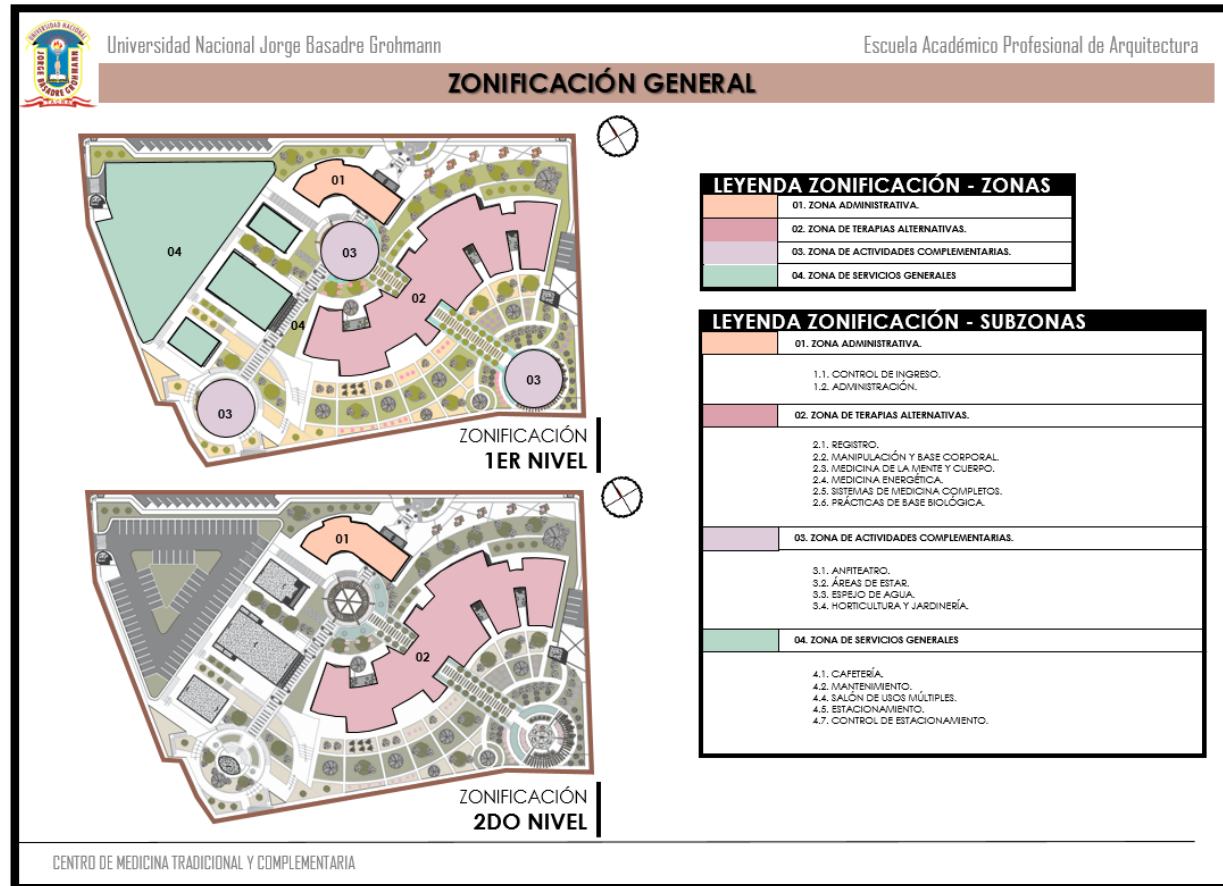 UNIVERSIDAD NACIONAL
JORGE BASADRE GROHMANN
TACNA
Universidad Nacional Jorge Basadre Grohmann
Escuela Académico Profesional de Arquitectura
ZONIFICACIÓN GENERAL
01
03
04
02
04
03
03
ZONIFICACIÓN
1ER NIVEL
01
02
ZONIFICACIÓN
2DO NIVEL
LEYENDA ZONIFICACIÓN - ZONAS
01. ZONA ADMINISTRATIVA.
02. ZONA DE TERAPIAS ALTERNATIVAS.
03. ZONA DE ACTIVIDADES COMPLEMENTARIAS.
04. ZONA DE SERVICIOS GENERALES
LEYENDA ZONIFICACIÓN - SUBZONAS
01. ZONA ADMINISTRATIVA.
1.1. CONTROL DE INGRESO.
1.2. ADMINISTRACIÓN.
02. ZONA DE TERAPIAS ALTERNATIVAS.
2.1. REGISTRO.
2.2. MANIPULACIÓN Y BASE CORPORAL.
2.3. MEDICINA DE LA MENTE Y CUERPO.
2.4. MEDICINA ENERGÉTICA.
2.5. SISTEMAS DE MEDICINA COMPLETOS.
2.6. PRÁCTICAS DE BASE BIOLÓGICA.
03. ZONA DE ACTIVIDADES COMPLEMENTARIAS.
3.1. ANFITEATRO.
3.2. ÁREAS DE ESTAR.
3.3. ESPEJO DE AGUA.
3.4. HORTICULTURA Y JARDINERÍA.
04. ZONA DE SERVICIOS GENERALES
4.1. CAFETERÍA.
4.2. MANTENIMIENTO.
4.4. SALÓN DE USOS MÚLTIPLES.
4.5. ESTACIONAMIENTO.
4.7. CONTROL DE ESTACIONAMIENTO.
CENTRO DE MEDICINA TRADICIONAL Y COMPLEMENTARIA